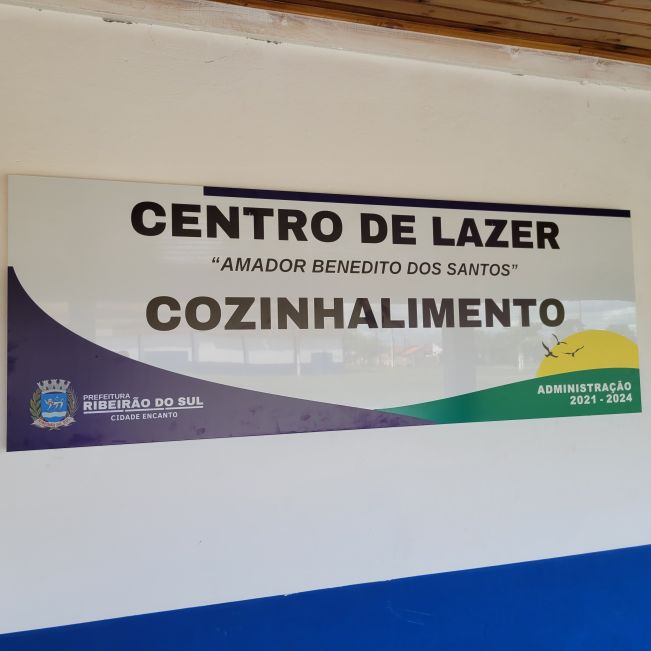 CENTRO DE LAZER
“AMADOR BENEDITO DOS SANTOS”
COZINHALIMENTO
PREFEITURA
RIBEIRÃO DO SUL
CIDADE ENCANTO
ADMINISTRAÇÃO
2021 - 2024